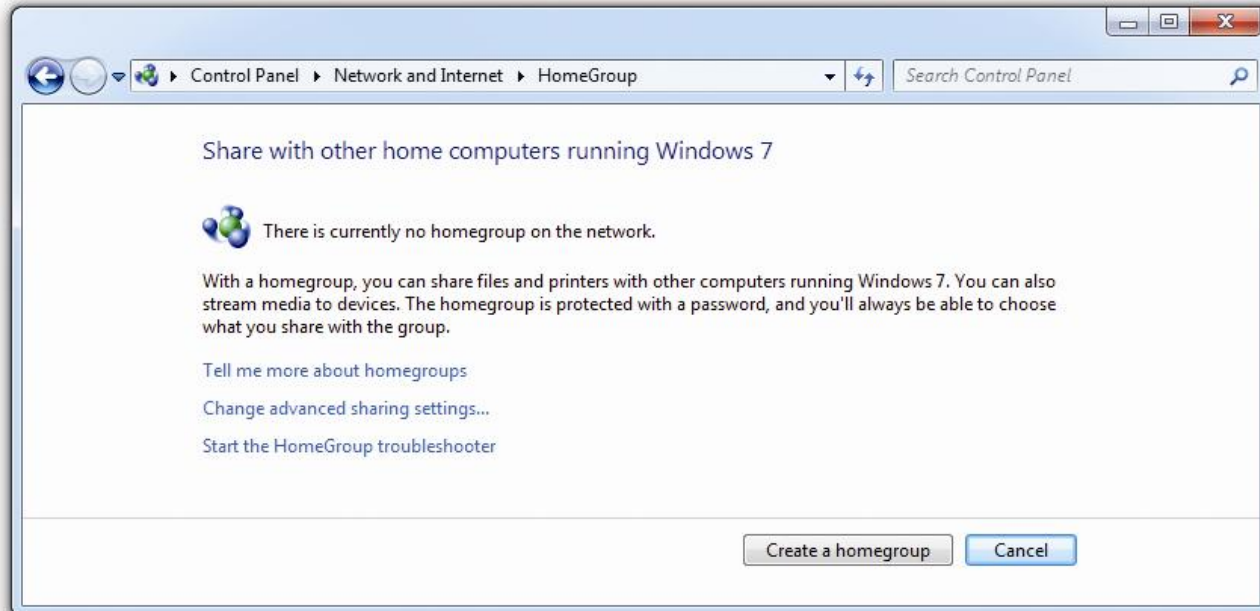 Control Panel Network and Internet HomeGroup Search Control Panel
Share with other home computers running Windows 7
There is currently no homegroup on the network.
With a homegroup, you can share files and printers with other computers running Windows 7. You can also
stream media to devices. The homegroup is protected with a password, and you'll always be able to choose
what you share with the group.
Tell me more about homegroups
Change advanced sharing settings...
Start the HomeGroup troubleshooter
Create a homegroup Cancel